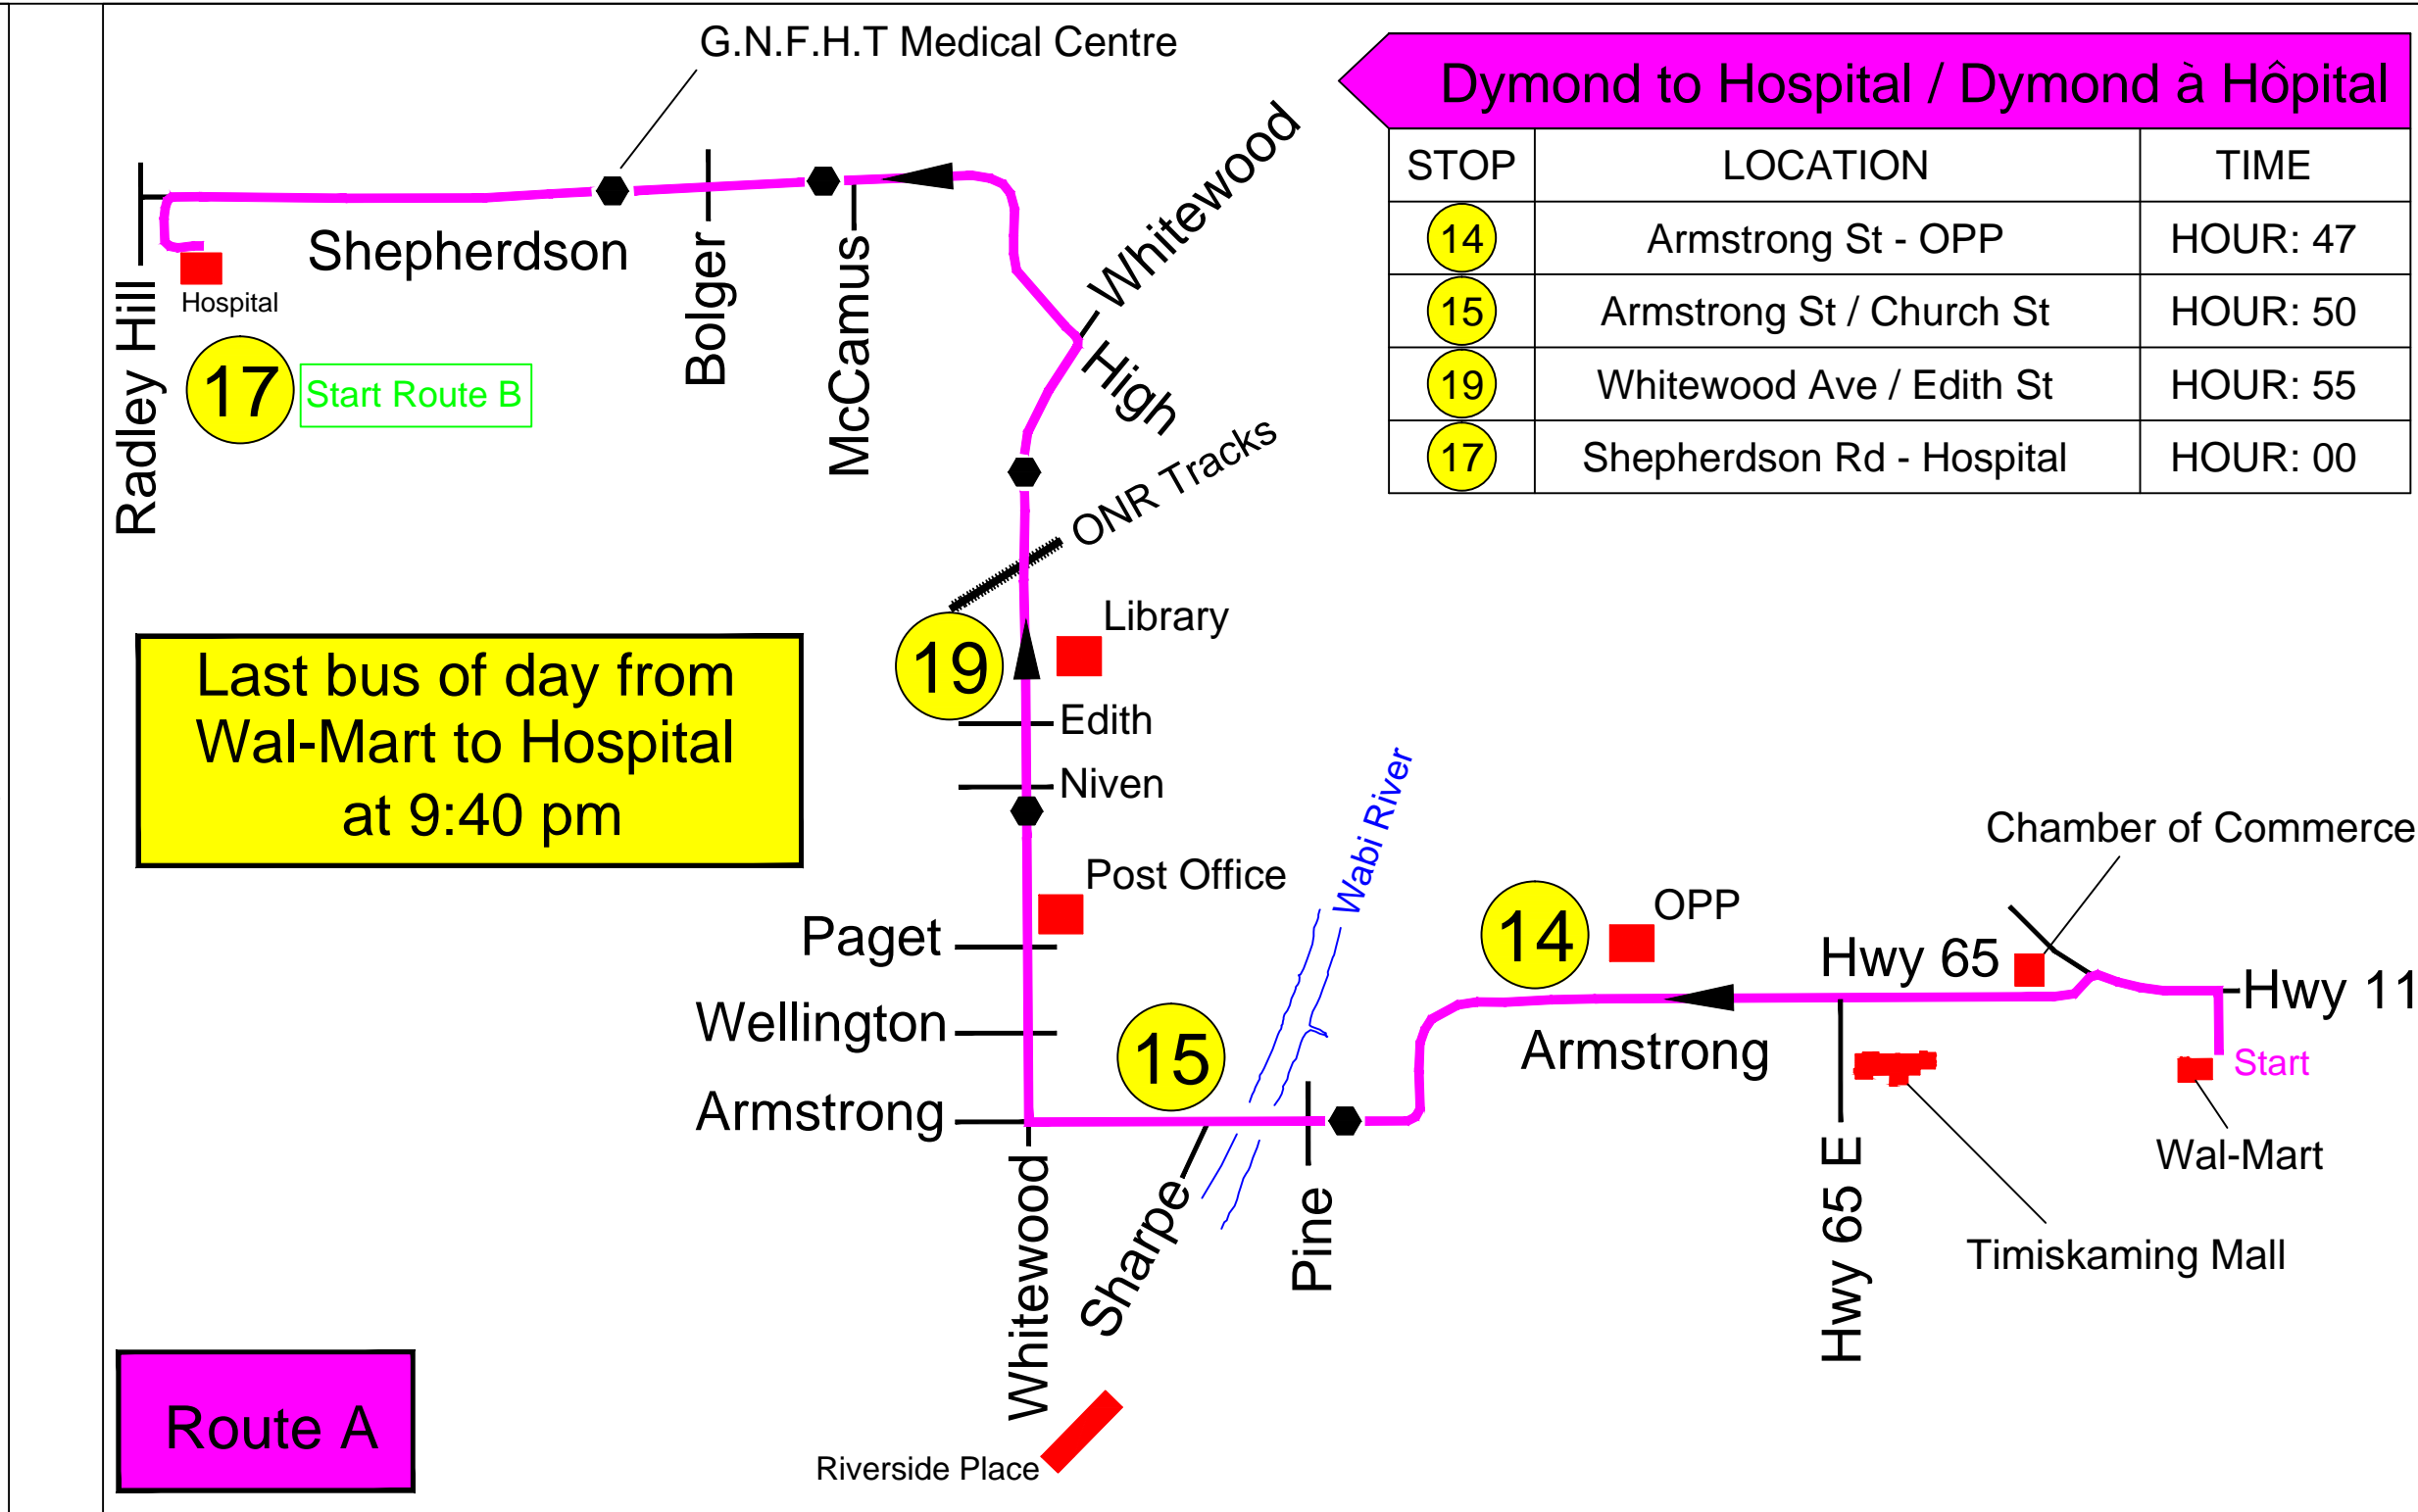 G.N.F.H.T Medical Centre
Dymond to Hospital / Dymond à Hôpital
STOP LOCATION TIME
14 Armstrong St - OPP HOUR: 47
15 Armstrong St / Church St HOUR: 50
19 Whitewood Ave / Edith St HOUR: 55
17 Shepherdson Rd - Hospital HOUR: 00
Whitewood
High
Shepherdson
Bolger
McCamus
Radley Hill
Hospital
17
Start Route B
ONR Tracks
Library
19
Edith
Niven
Last bus of day from
Wal-Mart to Hospital
at 9:40 pm
Post Office
Paget
Wellington
Armstrong
15
Wabi River
14
OPP
Chamber of Commerce
Hwy 65
Hwy 11
Armstrong
Start
Wal-Mart
Timiskaming Mall
Hwy 65 E
Pine
Sharpe
Whitewood
Riverside Place
Route A